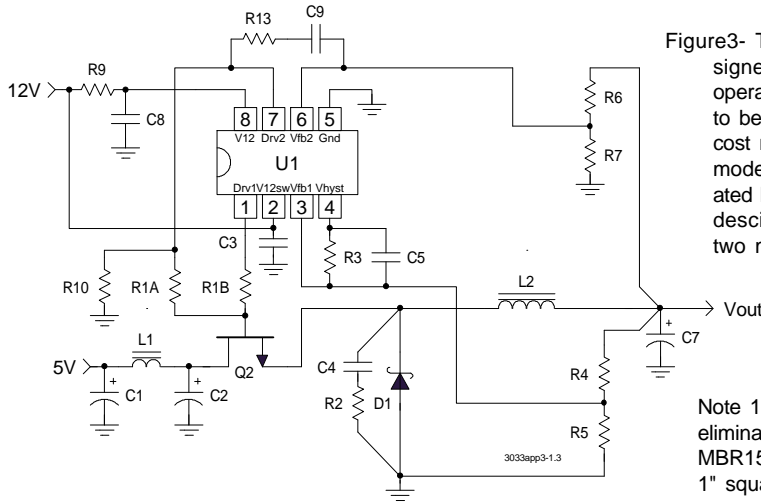 C9
R13
Figure3- T
signe
opera
to be
cost r
mode
ated
desci
two r
R9
12V
C8
R6
8 7 6 5
V12 Drv2 Vfb2 Gnd
U1
Drv1 V12sw Vfb1 Vhyst
1 2 3 4
R7
C3
R3
C5
R10
R1A
R1B
L2
Vout
L1
C7
5V
Q2
C4
R4
C1
C2
R2
D1
Note 1
elimina
MBR15
1" squa
R5
3033app3-1.3
+
+
+